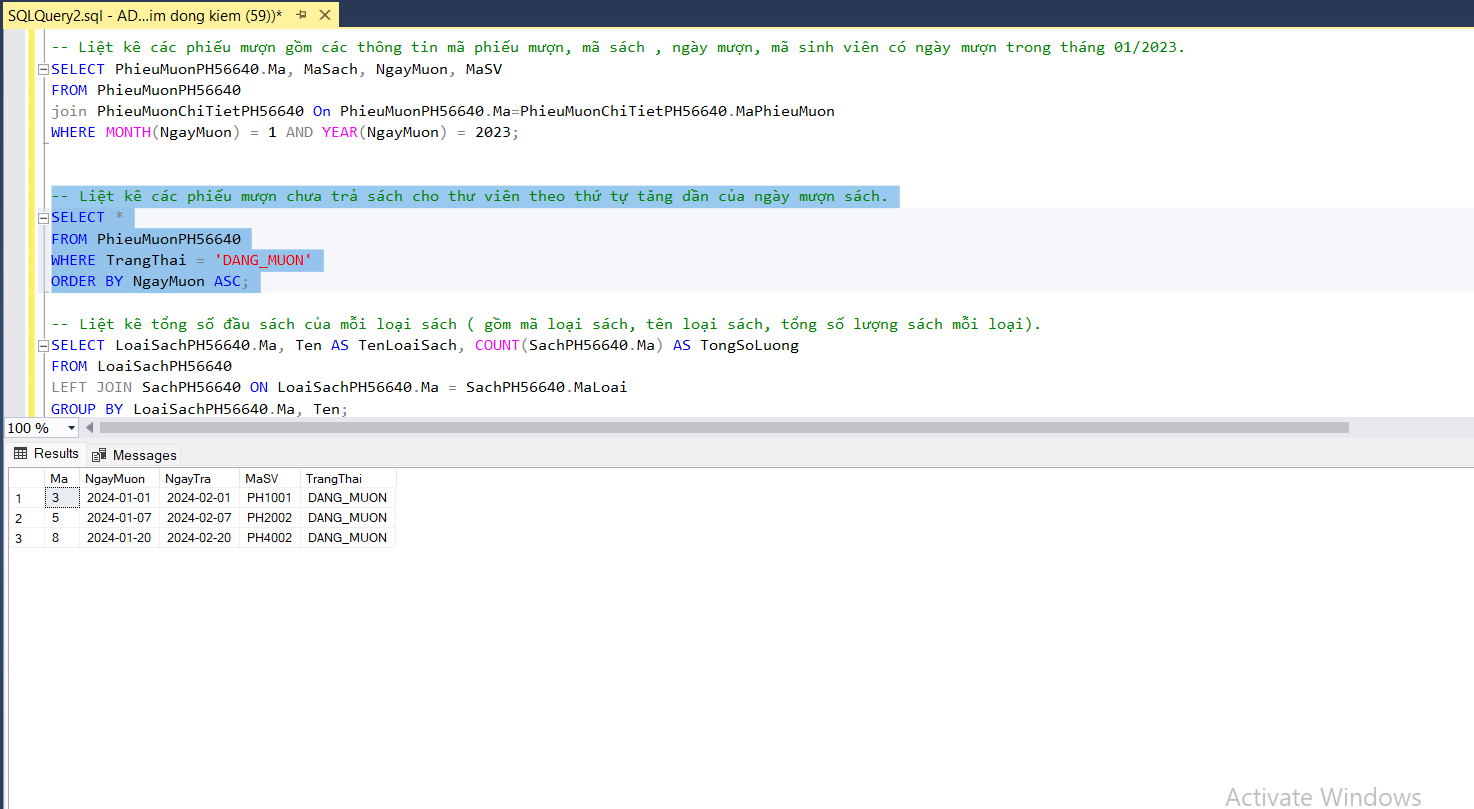 SQLQuery2.sql - AD...im dong kiem (59))*
-- Liệt kê các phiếu mượn gồm các thông tin mã phiếu mượn, mã sách , ngày mượn, mã sinh viên có ngày mượn trong tháng 01/2023.
SELECT PhieuMuonPH56640.Ma, MaSach, NgayMuon, MaSV
FROM PhieuMuonPH56640
join PhieuMuonChiTietPH56640 On PhieuMuonPH56640.Ma=PhieuMuonChiTietPH56640.MaPhieuMuon
WHERE MONTH(NgayMuon) = 1 AND YEAR(NgayMuon) = 2023;
-- Liệt kê các phiếu mượn chưa trả sách cho thư viên theo thứ tự tăng dần của ngày mượn sách.
SELECT *
FROM PhieuMuonPH56640
WHERE TrangThai = 'DANG_MUON'
ORDER BY NgayMuon ASC;
-- Liệt kê tổng số đầu sách của mỗi loại sách ( gồm mã loại sách, tên loại sách, tổng số lượng sách mỗi loại).
SELECT LoaiSachPH56640.Ma, Ten AS TenLoaiSach, COUNT(SachPH56640.Ma) AS TongSoLuong
FROM LoaiSachPH56640
LEFT JOIN SachPH56640 ON LoaiSachPH56640.Ma = SachPH56640.MaLoai
GROUP BY LoaiSachPH56640.Ma, Ten;
100 %
Results Messages
Ma NgayMuon NgayTra MaSV TrangThai
1 3 2024-01-01 2024-02-01 PH1001 DANG_MUON
2 5 2024-01-07 2024-02-07 PH2002 DANG_MUON
3 8 2024-01-20 2024-02-20 PH4002 DANG_MUON
Activate Windows